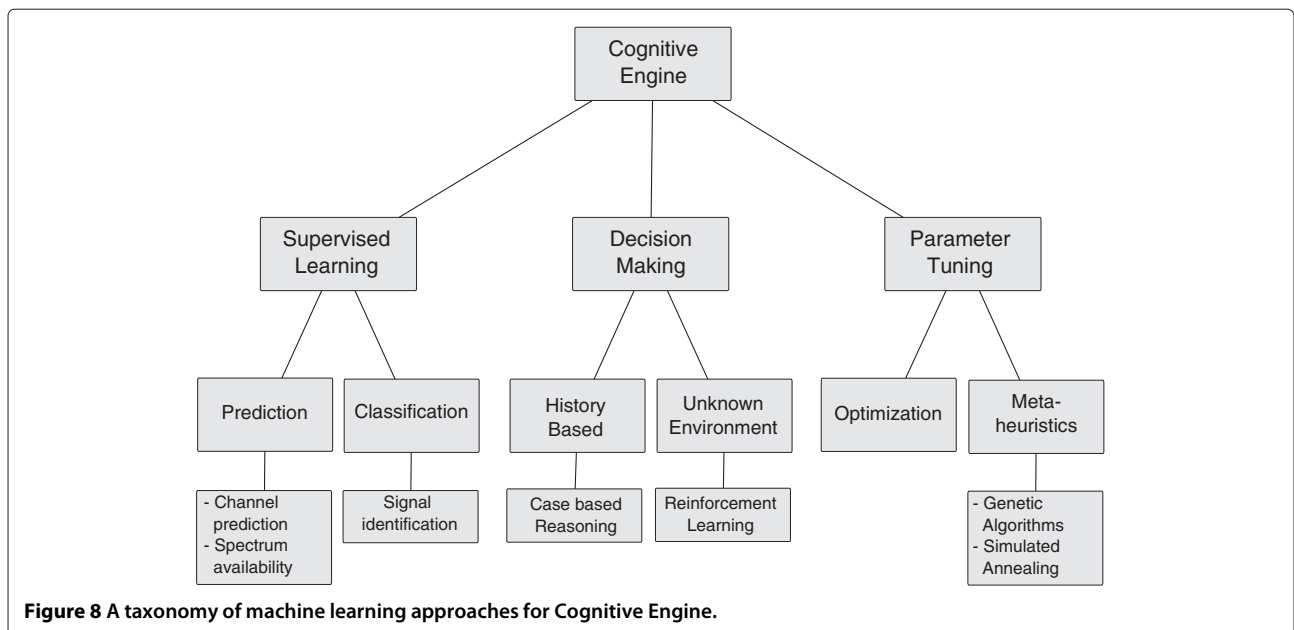 Cognitive
Engine
Supervised
Learning
Decision
Making
Parameter
Tuning
Prediction
Classification
History
Based
Unknown
Environment
Optimization
Meta-
heuristics
- Channel
prediction
- Spectrum
availability
Signal
identification
Case based
Reasoning
Reinforcement
Learning
- Genetic
Algorithms
- Simulated
Annealing
Figure 8 A taxonomy of machine learning approaches for Cognitive Engine.